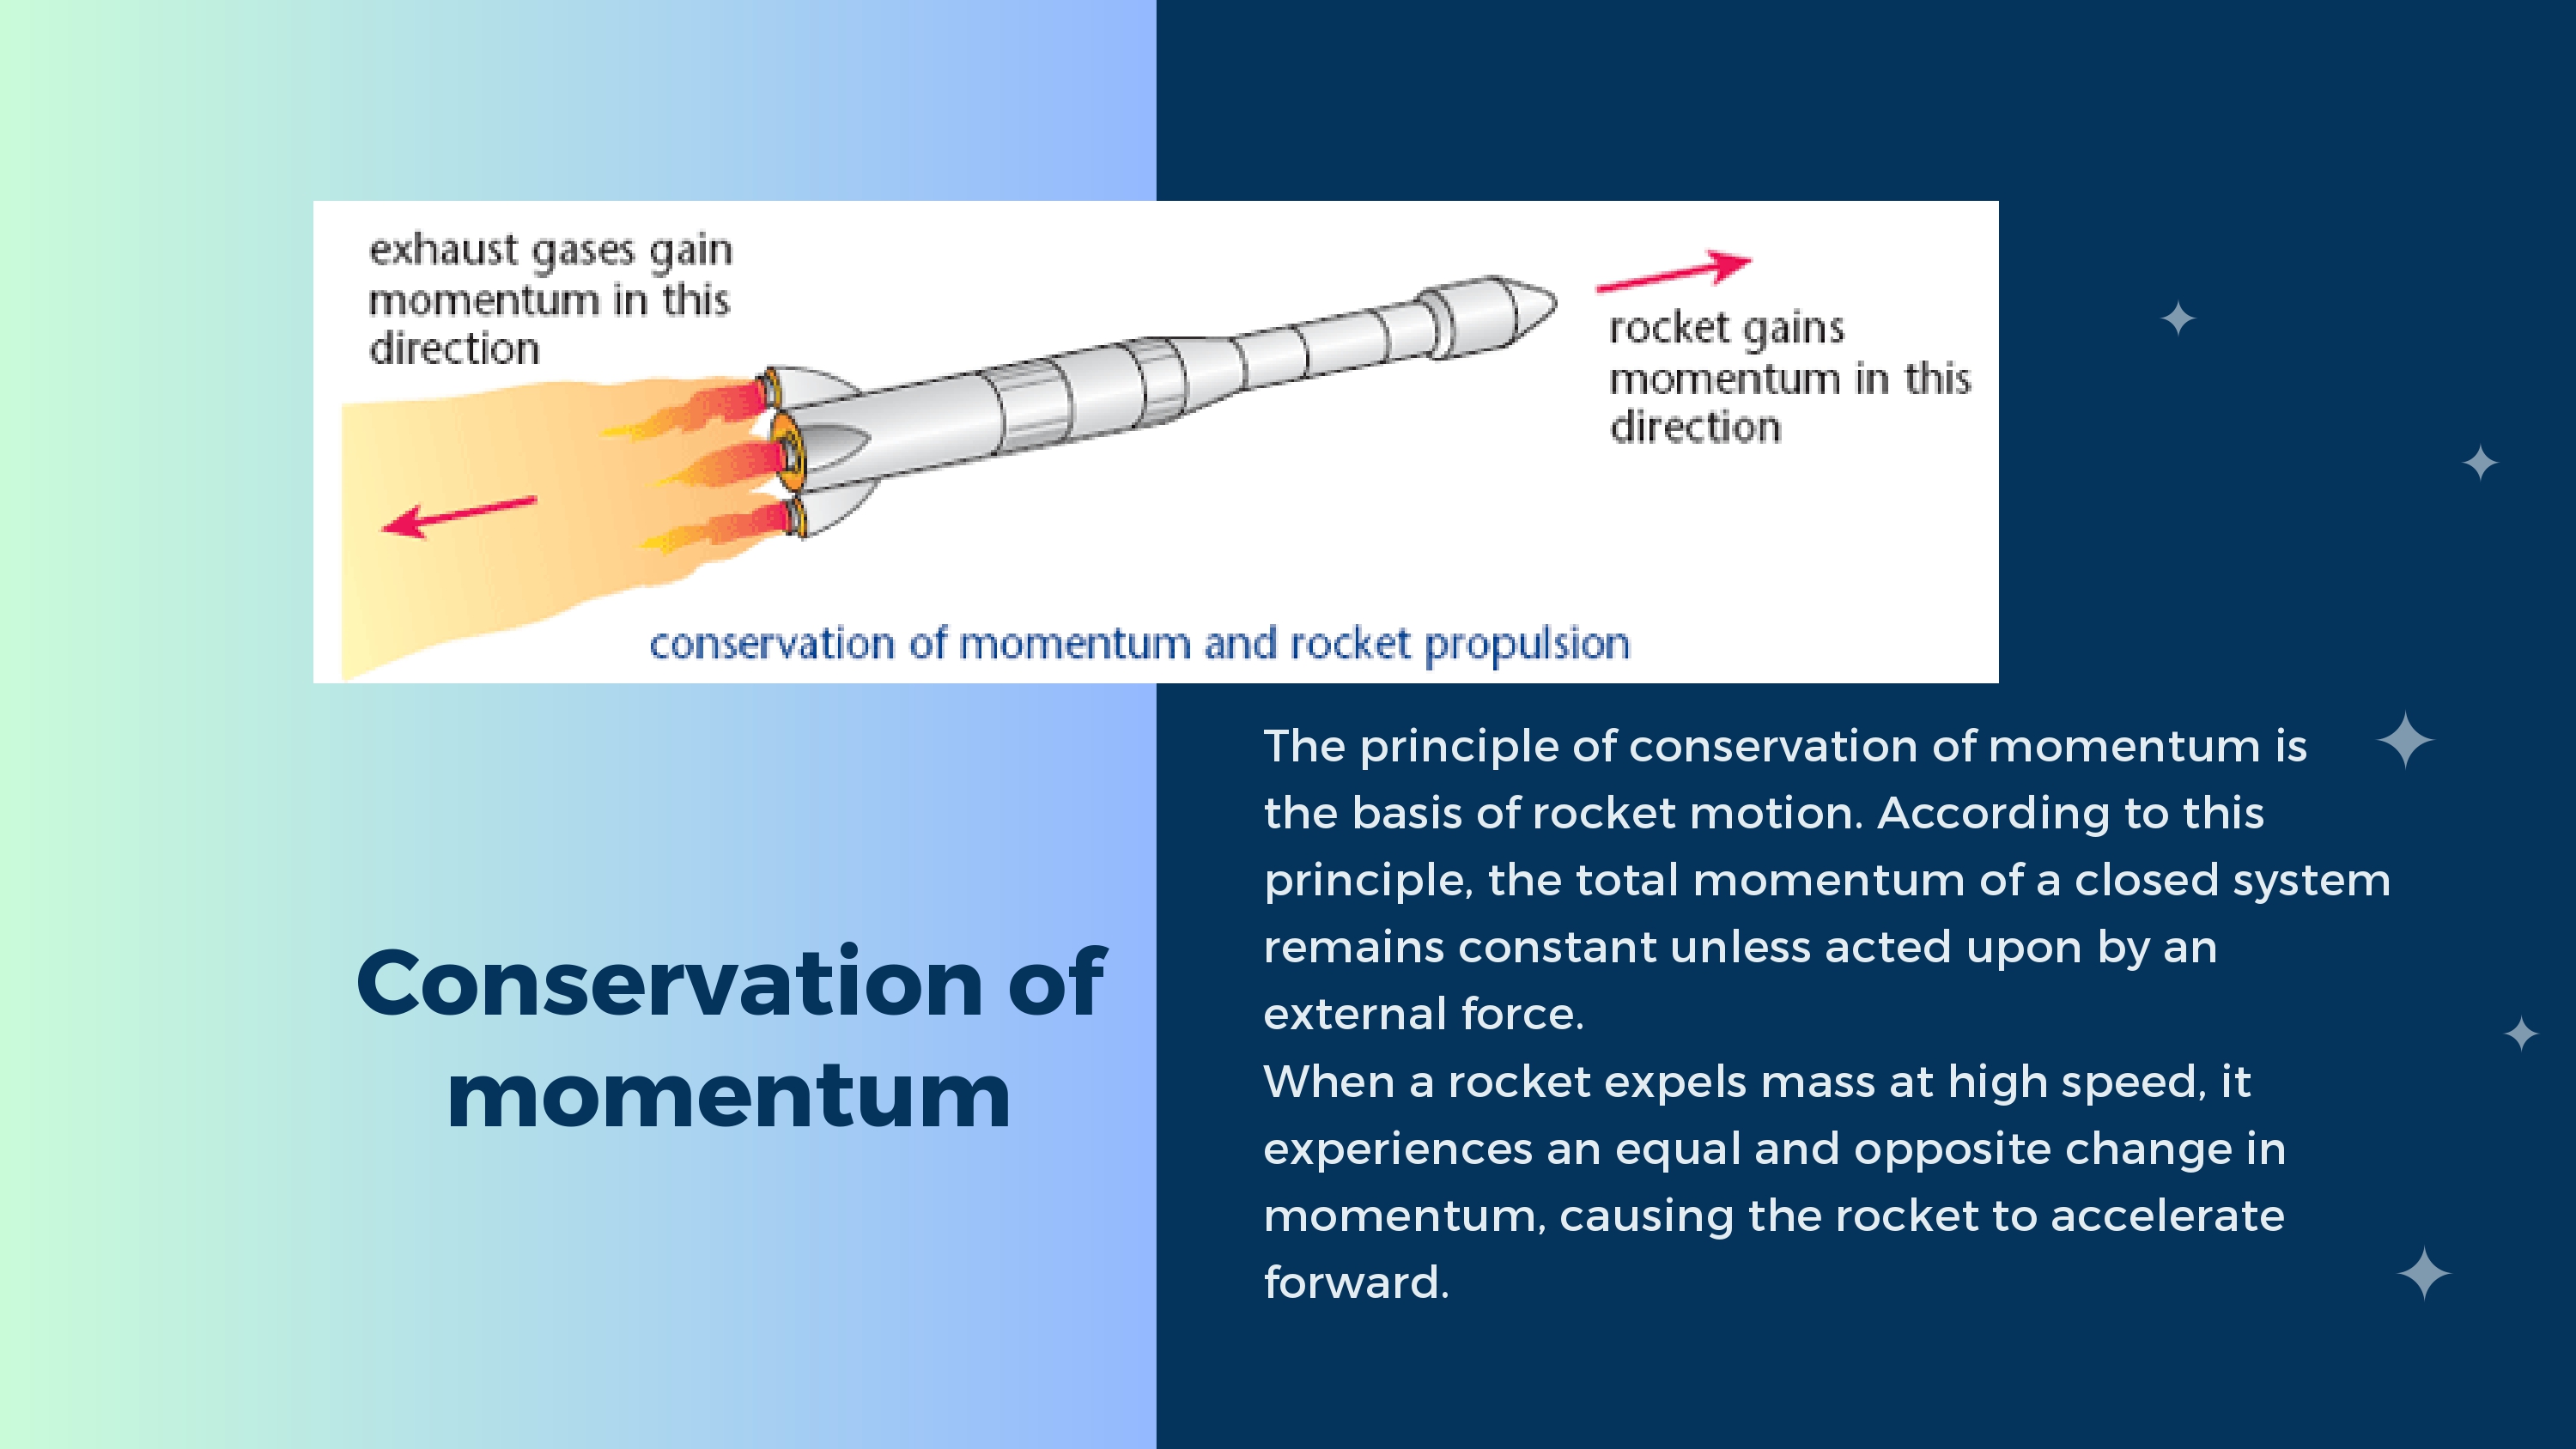 exhaust gases gain
momentum in this
direction
rocket gains
momentum in this
direction
conservation of momentum and rocket propulsion
Conservation of
momentum
The principle of conservation of momentum is
the basis of rocket motion. According to this
principle, the total momentum of a closed system
remains constant unless acted upon by an
external force.
When a rocket expels mass at high speed, it
experiences an equal and opposite change in
momentum, causing the rocket to accelerate
forward.